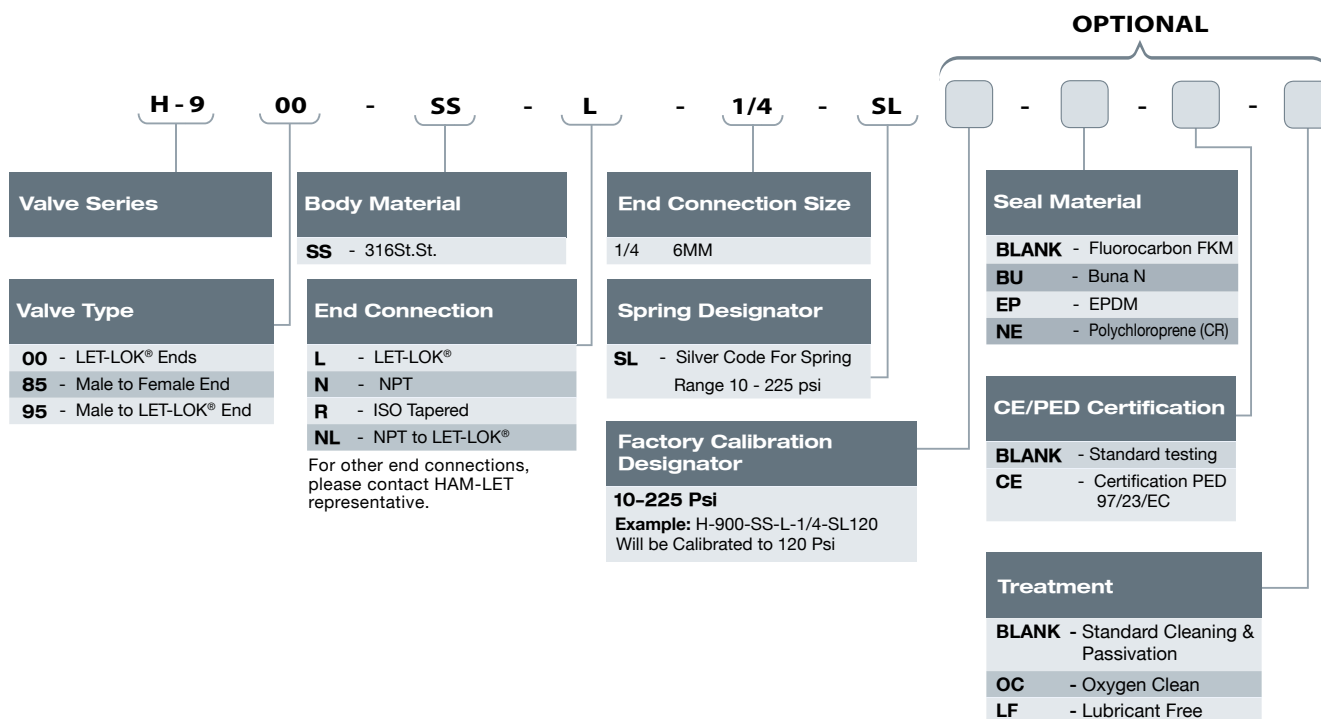 OPTIONAL
H - 9 00 - SS - L - 1/4 - SL - - -
Valve Series
Valve Type
00 - LET-LOK® Ends
85 - Male to Female End
95 - Male to LET-LOK® End
Body Material
SS - 316St.St.
End Connection
L - LET-LOK®
N - NPT
R - ISO Tapered
NL - NPT to LET-LOK®
For other end connections,
please contact HAM-LET
representative.
End Connection Size
1/4 6MM
Spring Designator
SL - Silver Code For Spring
Range 10 - 225 psi
Factory Calibration
Designator
10-225 Psi
Example: H-900-SS-L-1/4-SL120
Will be Calibrated to 120 Psi
Seal Material
BLANK - Fluorocarbon FKM
BU - Buna N
EP - EPDM
NE - Polychloroprene (CR)
CE/PED Certification
BLANK - Standard testing
CE - Certification PED
97/23/EC
Treatment
BLANK - Standard Cleaning &
Passivation
OC - Oxygen Clean
LF - Lubricant Free